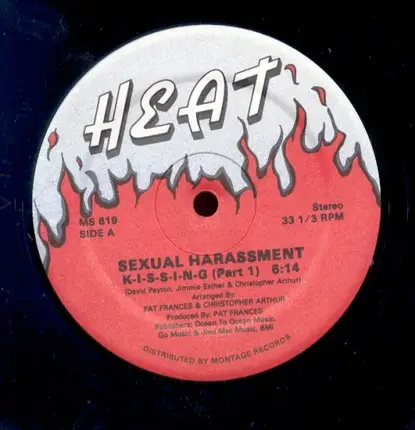 HEAT
MS 619
SIDE A
Stereo
33 1/3 RPM
SEXUAL HARASSMENT
K-I-S-S-I-N-G (Part 1) 6:14
(David Payton, Jimmie Esther & Christopher Arthur)
Arranged By:
PAT FRANCES & CHRISTOPHER ARTHUR
Produced By: PAT FRANCES
Publishers: Ocean To Ocean Music,
Go Music & Jimi Mac Music, BMI
DISTRIBUTED BY MONTAGE RECORDS